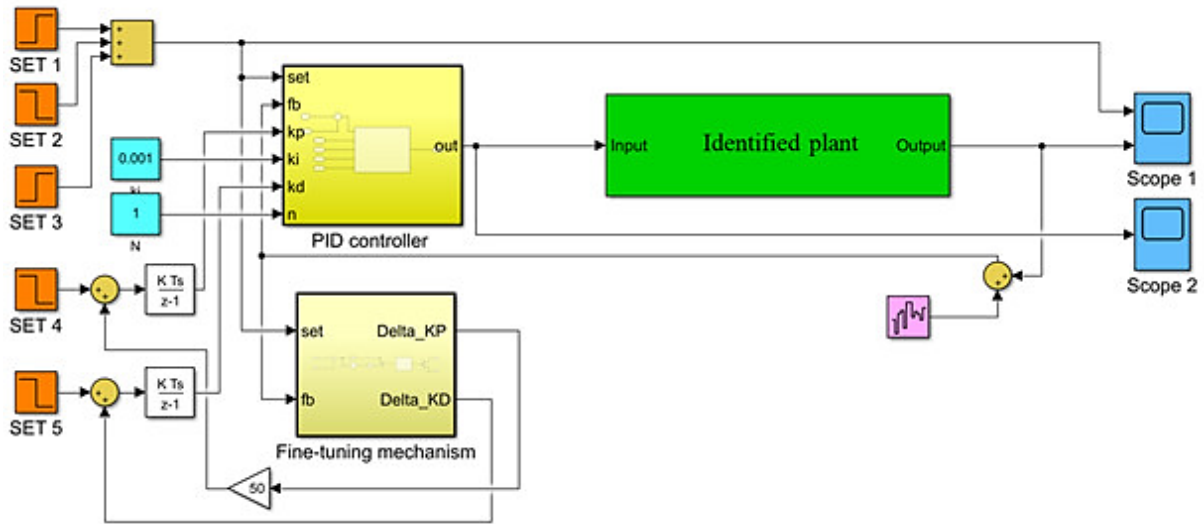 SET 1
SET 2
SET 3
0.001
1
N
SET 4
SET 5
+
+
+
set
fb
kp
ki
kd
n
out
PID controller
Input
Identified plant
Output
Scope 1
Scope 2
+
+
K Ts
z-1
+
+
K Ts
z-1
set
fb
Delta_KP
Delta_KD
Fine-tuning mechanism
50
+
+